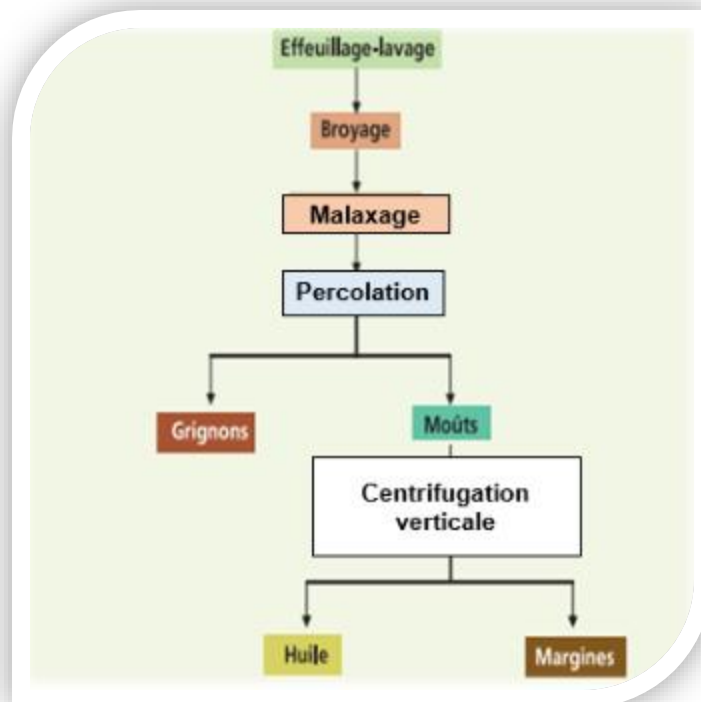 Effeuillage-lavage
Broyage
Malaxage
Percolation
Grignons
Moûts
Centrifugation
verticale
Huile
Margines